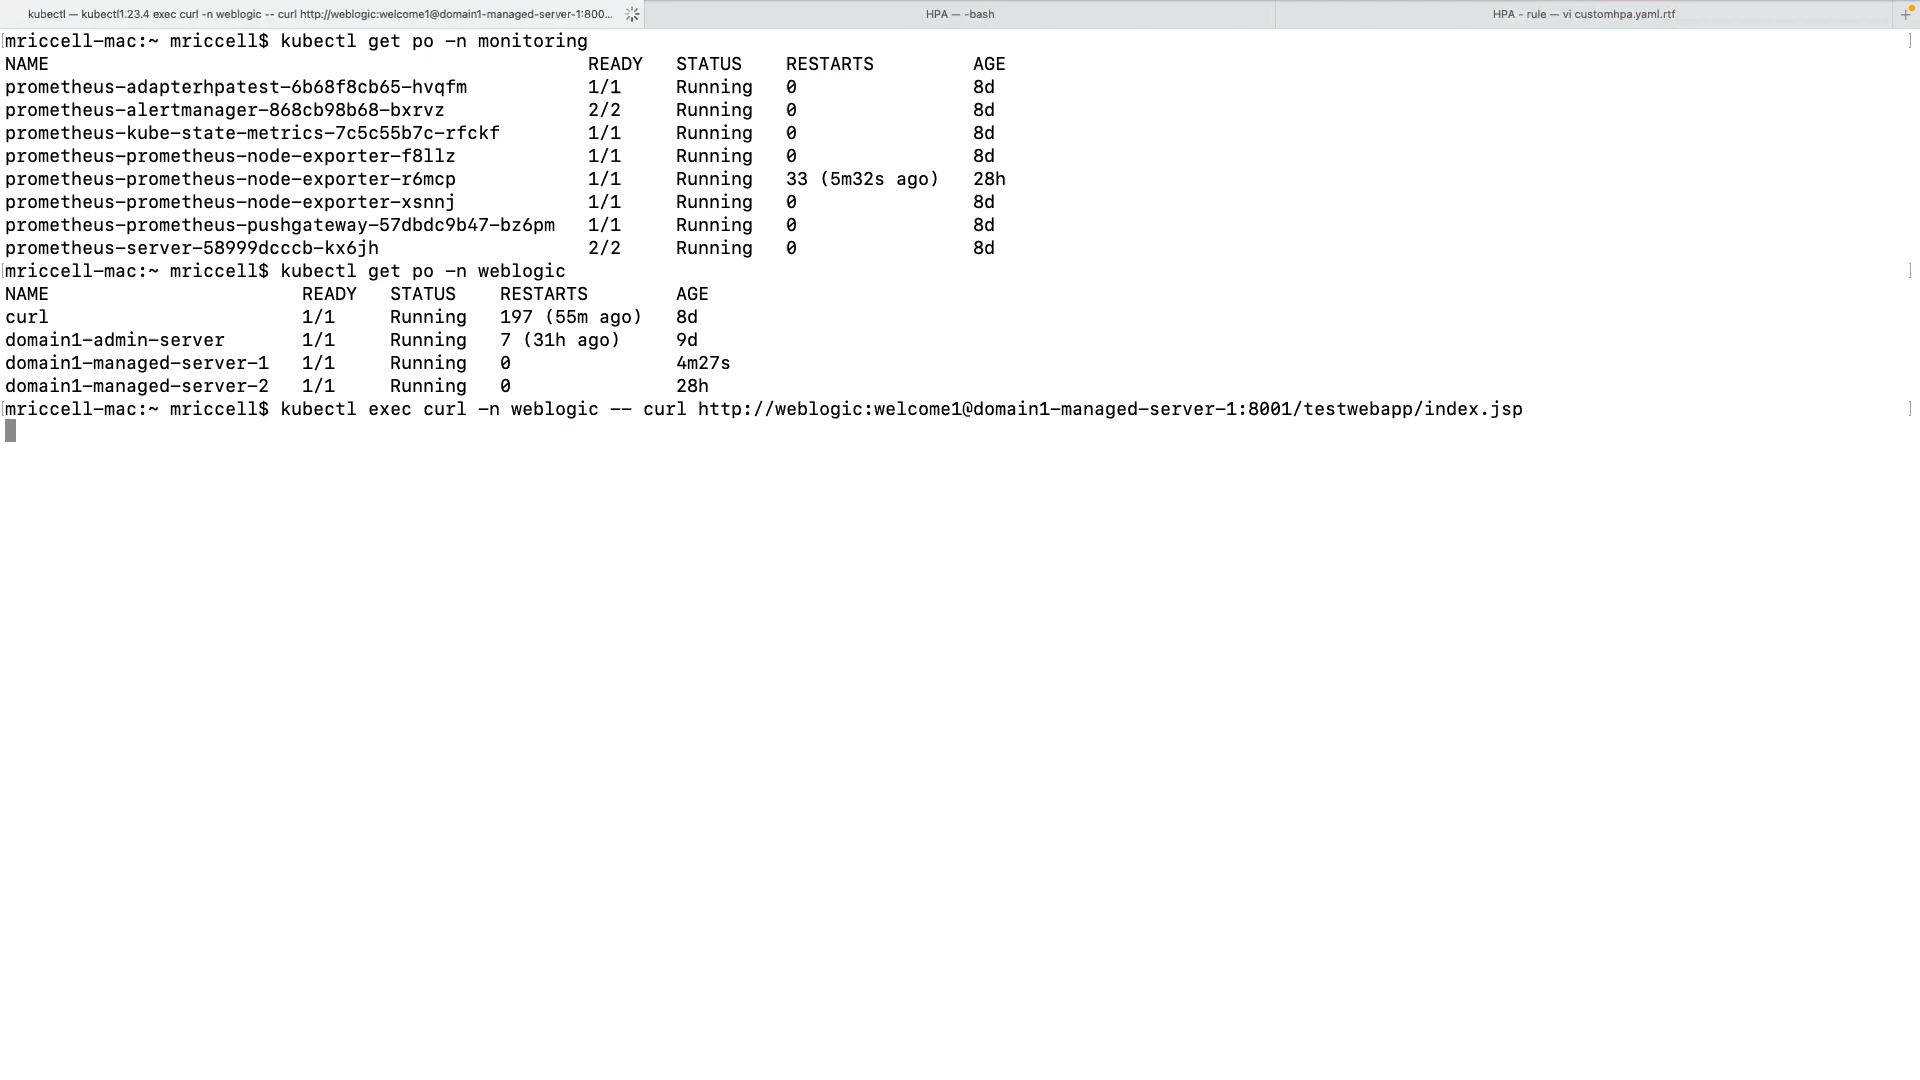 kubectl — kubectl1.23.4 exec curl -n weblogic -- curl http://weblogic:welcome1@domain1-managed-server-1:800... HPA — -bash HPA - rule — vi customhpa.yaml.rtf +
mriccell-mac:~ mriccell$ kubectl get po -n monitoring
NAME READY STATUS RESTARTS AGE
prometheus-adapterhpatest-6b68f8cb65-hvqfm 1/1 Running 0 8d
prometheus-alertmanager-868cb98b68-bxrvz 2/2 Running 0 8d
prometheus-kube-state-metrics-7c5c55b7c-rfckf 1/1 Running 0 8d
prometheus-prometheus-node-exporter-f8llz 1/1 Running 0 8d
prometheus-prometheus-node-exporter-r6mcp 1/1 Running 33 (5m32s ago) 28h
prometheus-prometheus-node-exporter-xsnnj 1/1 Running 0 8d
prometheus-prometheus-pushgateway-57dbdc9b47-bz6pm 1/1 Running 0 8d
prometheus-server-58999dcccb-kx6jh 2/2 Running 0 8d
mriccell-mac:~ mriccell$ kubectl get po -n weblogic
NAME READY STATUS RESTARTS AGE
curl 1/1 Running 197 (55m ago) 8d
domain1-admin-server 1/1 Running 7 (31h ago) 9d
domain1-managed-server-1 1/1 Running 0 4m27s
domain1-managed-server-2 1/1 Running 0 28h
mriccell-mac:~ mriccell$ kubectl exec curl -n weblogic -- curl http://weblogic:welcome1@domain1-managed-server-1:8001/testwebapp/index.jsp